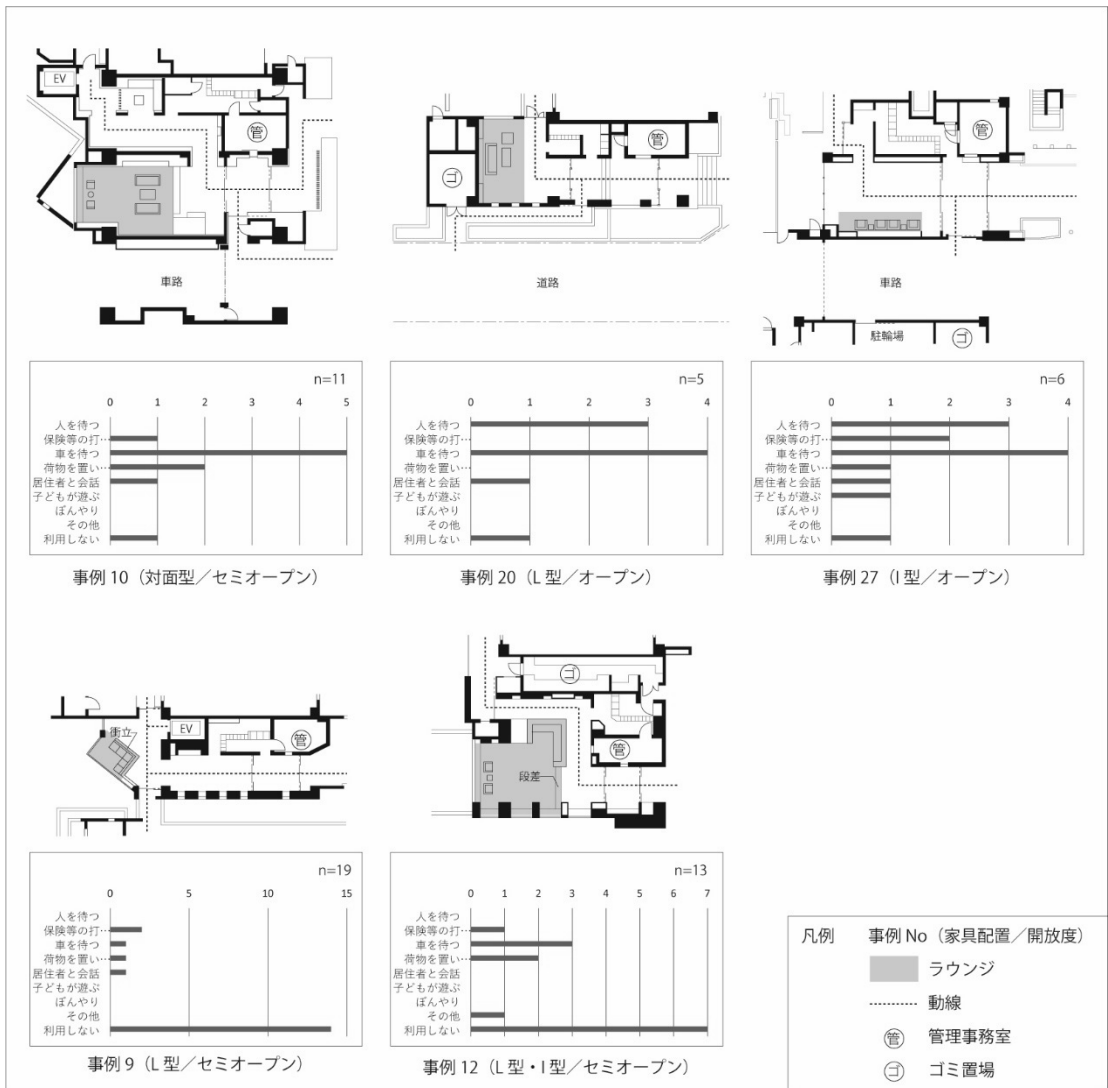 EV
管
車路
ゴ
管
道路
管
車路
駐輪場
ゴ
n=11
0 1 2 3 4 5
人を待つ
保険等の打…
車を待つ
荷物を置い…
居住者と会話
子どもが遊ぶ
ぼんやり
その他
利用しない
事例 10（対面型／セミオープン）
n=5
0 1 2 3 4
人を待つ
保険等の打…
車を待つ
荷物を置い…
居住者と会話
子どもが遊ぶ
ぼんやり
その他
利用しない
事例 20（L 型／オープン）
n=6
0 1 2 3 4
人を待つ
保険等の打…
車を待つ
荷物を置い…
居住者と会話
子どもが遊ぶ
ぼんやり
その他
利用しない
事例 27（I 型／オープン）
衝立
EV
管
ゴ
管
段差
n=19
0 5 10 15
人を待つ
保険等の打…
車を待つ
荷物を置い…
居住者と会話
子どもが遊ぶ
ぼんやり
その他
利用しない
事例 9（L 型／セミオープン）
n=13
0 1 2 3 4 5 6 7
人を待つ
保険等の打…
車を待つ
荷物を置い…
居住者と会話
子どもが遊ぶ
ぼんやり
その他
利用しない
事例 12（L 型・I 型／セミオープン）
凡例 事例 No（家具配置／開放度）
ラウンジ
動線
管 管理事務室
ゴ ゴミ置場